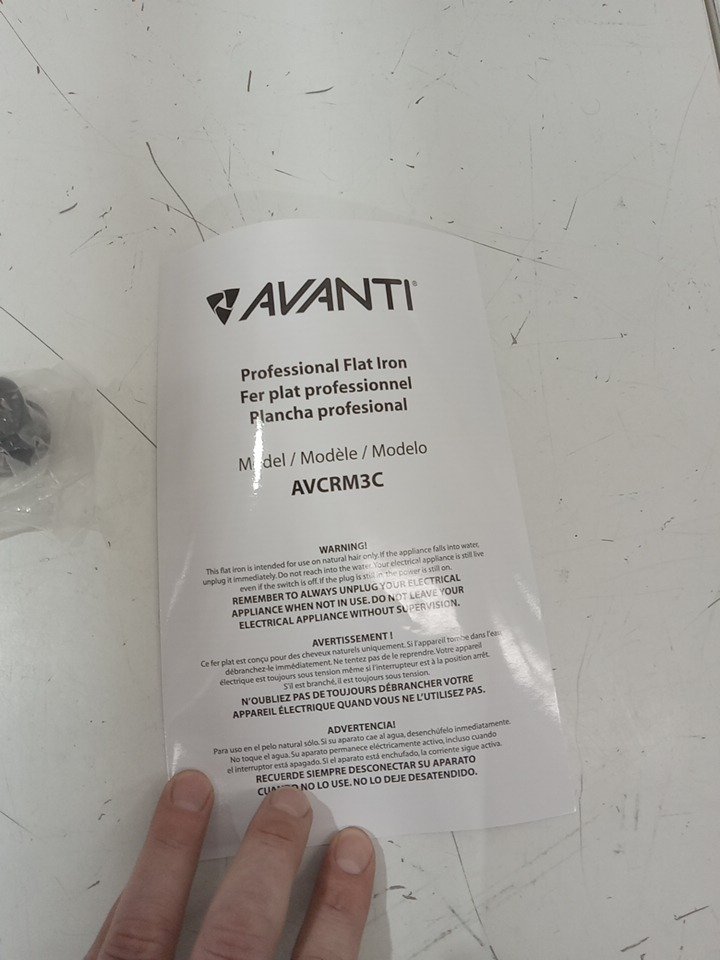 AVANTI®
Professional Flat Iron
Fer plat professionnel
Plancha profesional
Model / Modèle / Modelo
AVCRM3C
WARNING!
This flat iron is intended for use on natural hair only. If the appliance falls into water,
unplug it immediately. Do not reach into the water. Your electrical appliance is still live
even if the switch is off. If the plug is still in, the power is still on.
REMEMBER TO ALWAYS UNPLUG YOUR ELECTRICAL
APPLIANCE WHEN NOT IN USE. DO NOT LEAVE YOUR
ELECTRICAL APPLIANCE WITHOUT SUPERVISION.
AVERTISSEMENT !
Ce fer plat est conçu pour des cheveux naturels uniquement. Si l'appareil tombe dans l'eau,
débranchez-le immédiatement. Ne tentez pas de le reprendre. Votre appareil
électrique est toujours sous tension même si l'interrupteur est à la position arrêt.
S'il est branché, il est toujours sous tension.
N'OUBLIEZ PAS DE TOUJOURS DÉBRANCHER VOTRE
APPAREIL ÉLECTRIQUE QUAND VOUS NE L'UTILISEZ PAS.
ADVERTENCIA!
Para uso en el pelo natural sólo. Si su aparato cae al agua, desenchúfelo inmediatamente.
No toque el agua. Su aparato permanece eléctricamente activo, incluso cuando
el interruptor está apagado. Si el aparato está enchufado, la corriente sigue activa.
RECUERDE SIEMPRE DESCONECTAR SU APARATO
CUANDO NO LO USE. NO LO DEJE DESATENDIDO.